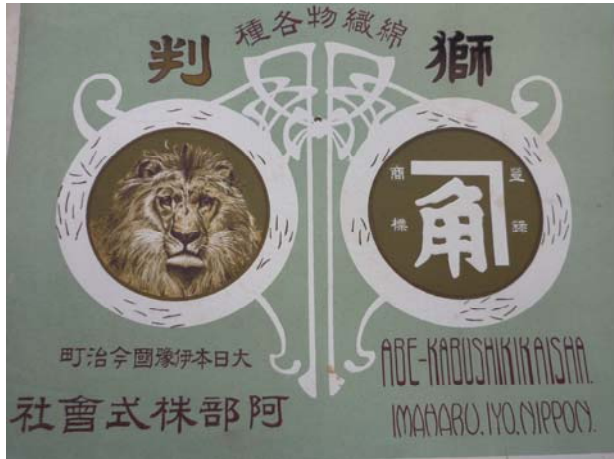 綿織物各種
獅判
登錄
商標
角
大日本伊豫國今治町
阿部株式會社
ABE-KABUSHIKIKAISHA.
IMAHARU. IYO. NIPPON.